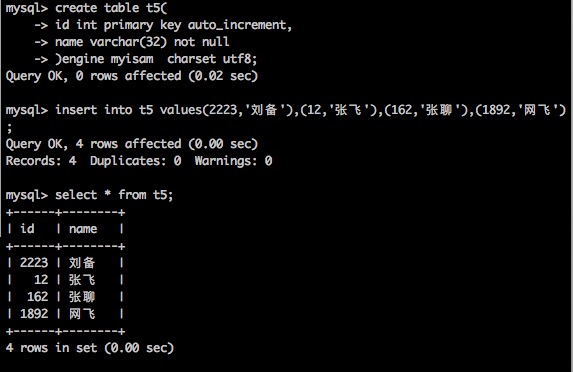 mysql> create table t5(
    -> id int primary key auto_increment,
    -> name varchar(32) not null
    -> )engine myisam  charset utf8;
Query OK, 0 rows affected (0.02 sec)

mysql> insert into t5 values(2223,'刘备'),(12,'张飞'),(162,'张聊'),(1892,'网飞')
;
Query OK, 4 rows affected (0.00 sec)
Records: 4  Duplicates: 0  Warnings: 0

mysql> select * from t5;
+------+--------+
| id   | name   |
+------+--------+
| 2223 | 刘备   |
|   12 | 张飞   |
|  162 | 张聊   |
| 1892 | 网飞   |
+------+--------+
4 rows in set (0.00 sec)